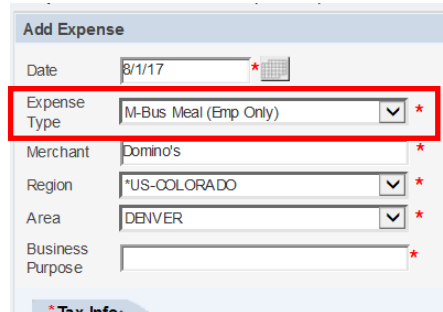 Add Expense
Date 8/1/17 *
Expense Type M-Bus Meal (Emp Only) *
Merchant Domino's *
Region *US-COLORADO *
Area DENVER *
Business Purpose *
*Tax Info: